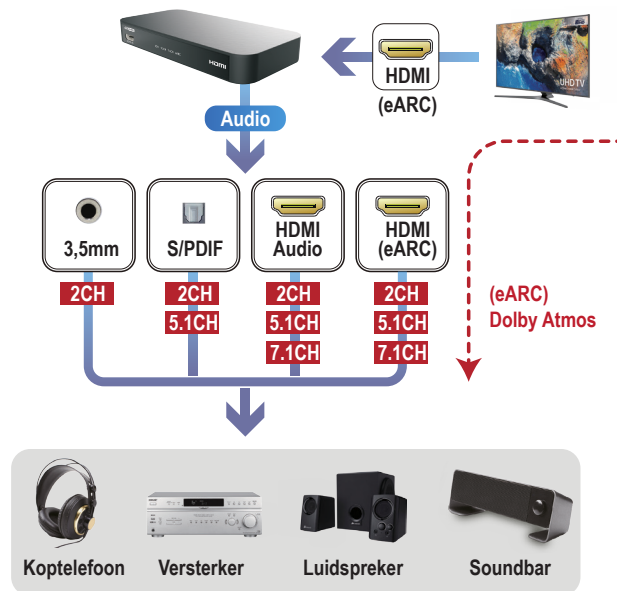 HDMI
HDMI
(eARC)
UHDTV
Audio
3,5mm
S/PDIF
HDMI
Audio
HDMI
(eARC)
2CH
2CH
5.1CH
2CH
5.1CH
7.1CH
2CH
5.1CH
7.1CH
(eARC)
Dolby Atmos
Koptelefoon
Versterker
Luidspreker
Soundbar